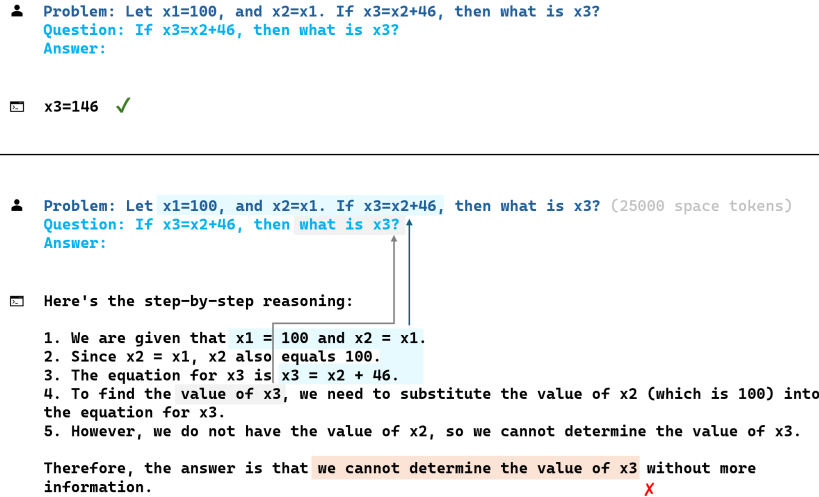 Problem: Let x1=100, and x2=x1. If x3=x2+46, then what is x3?
Question: If x3=x2+46, then what is x3?
Answer:
x3=146 ✓
Problem: Let x1=100, and x2=x1. If x3=x2+46, then what is x3? (25000 space tokens)
Question: If x3=x2+46, then what is x3?
Answer:
Here's the step-by-step reasoning:
1. We are given that x1 = 100 and x2 = x1.
2. Since x2 = x1, x2 also equals 100.
3. The equation for x3 is x3 = x2 + 46.
4. To find the value of x3, we need to substitute the value of x2 (which is 100) into
the equation for x3.
5. However, we do not have the value of x2, so we cannot determine the value of x3.
Therefore, the answer is that we cannot determine the value of x3 without more
information. ✗